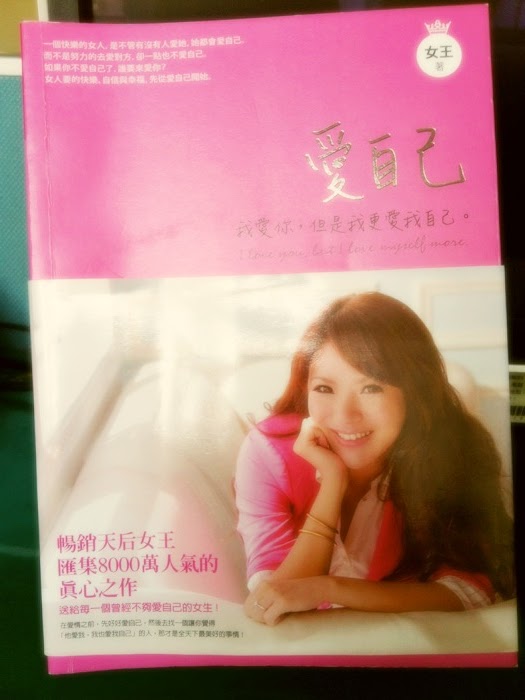 一個快樂的女人，是不管有沒有人愛她，她都會愛自己。
而不是努力的去愛對方，卻一點也不愛自己。
如果你不愛自己了，誰要來愛你？
女人要的快樂、自信與幸福，先從愛自己開始。
女王
著
愛自己
我愛你，但是我更愛我自己。
I love you, but I love myself more.
暢銷天后女王
匯集8000萬人氣的
真心之作
送給每一個曾經不與愛自己的女生！
在愛情之前，先好好愛自己，然後去找一個讓你覺得
「他愛我，我也愛我自己」的人，那才是全天下最美好的事情！